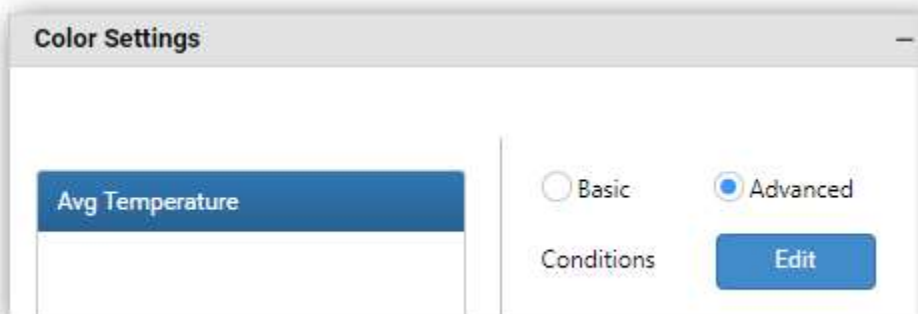 Color Settings
Avg Temperature
Basic
Advanced
Conditions
Edit